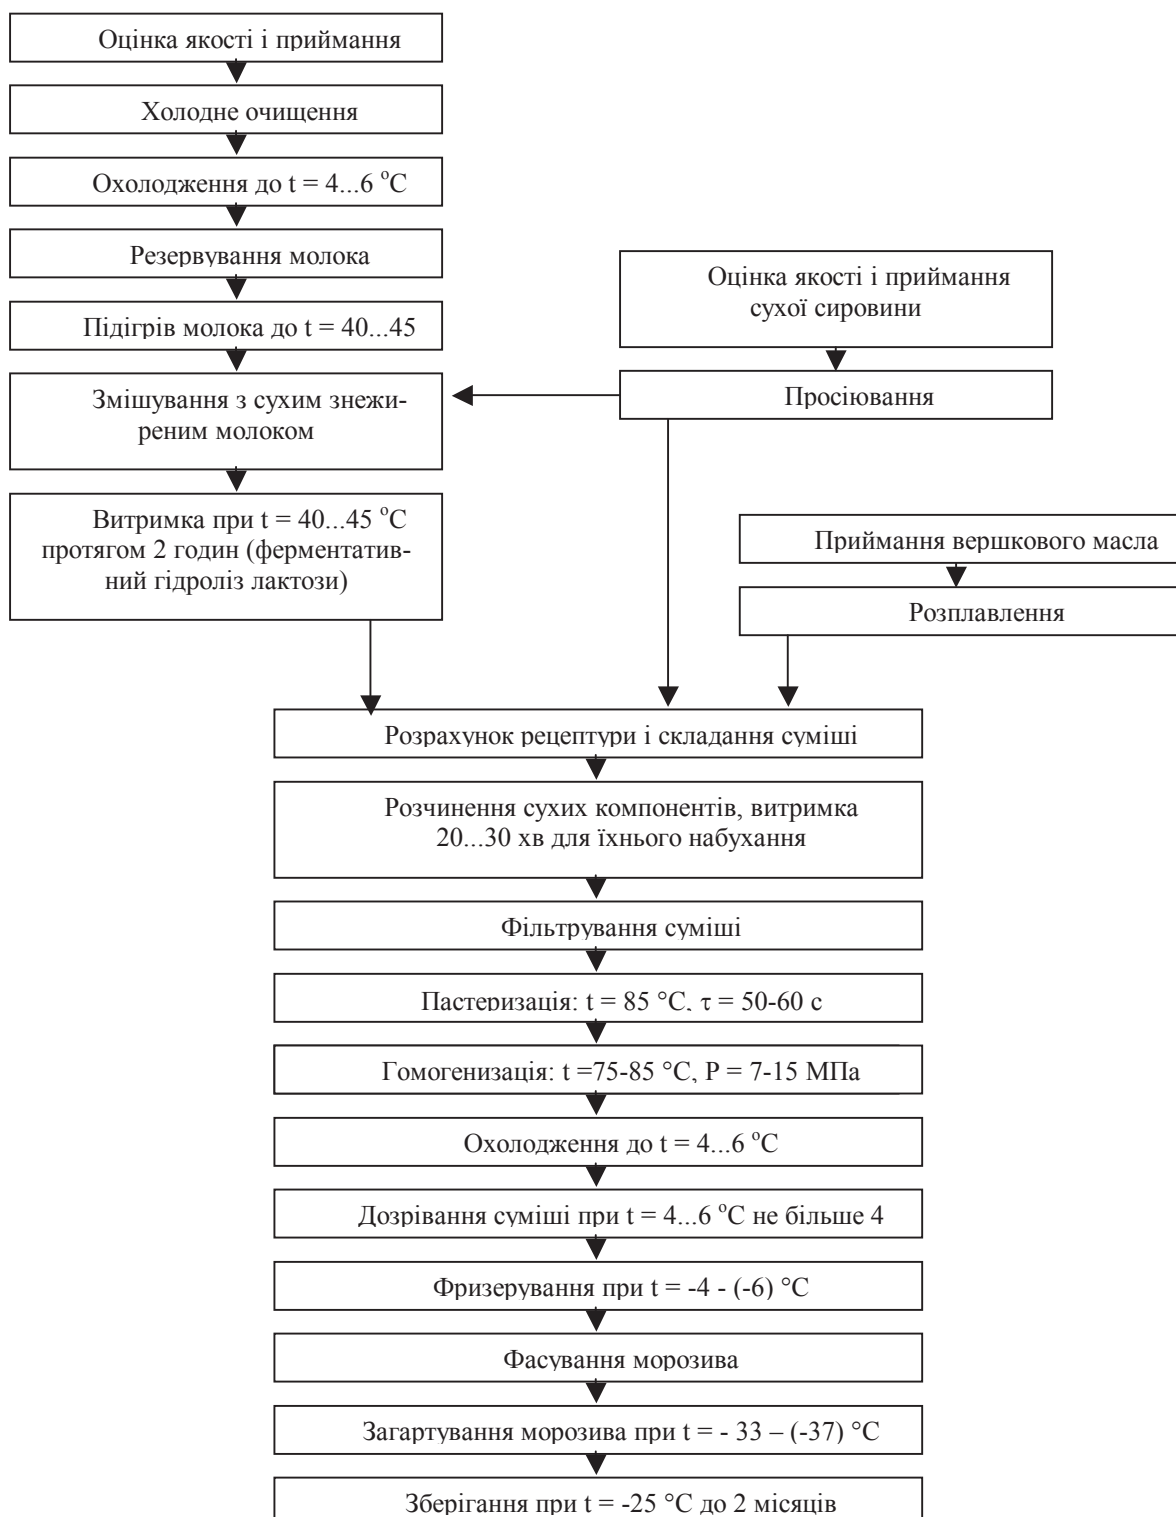 Оцінка якості і приймання
Холодне очищення
Охолодження до t = 4...6 °C
Резервування молока
Підігрів молока до t = 40...45
Змішування з сухим знежи-
реним молоком
Витримка при t = 40...45 °C
протягом 2 годин (ферментатив-
ний гідроліз лактози)
Оцінка якості і приймання
сухої сировини
Просіювання
Приймання вершкового масла
Розплавлення
Розрахунок рецептури і складання суміші
Розчинення сухих компонентів, витримка
20...30 хв для їхнього набухання
Фільтрування суміші
Пастеризація: t = 85 °C, τ = 50-60 с
Гомогенизація: t =75-85 °C, P = 7-15 МПа
Охолодження до t = 4...6 °C
Дозрівання суміші при t = 4...6 °C не більше 4
Фризерування при t = -4 - (-6) °C
Фасування морозива
Загартування морозива при t = - 33 – (-37) °C
Зберігання при t = -25 °C до 2 місяців